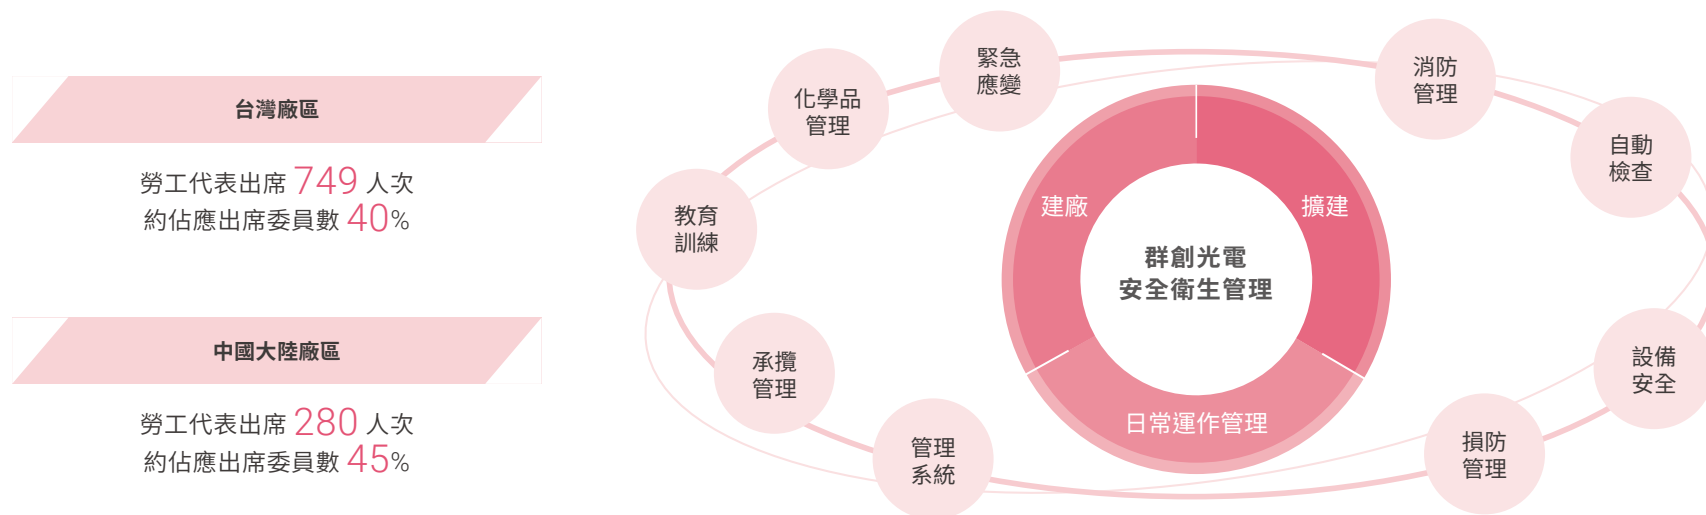 台灣廠區
勞工代表出席 749 人次
約佔應出席委員數 40%
中國大陸廠區
勞工代表出席 280 人次
約佔應出席委員數 45%
緊急
應變
消防
管理
化學品
管理
自動
檢查
教育
訓練
建廠
擴建
群創光電
安全衛生管理
日常運作管理
承攬
管理
設備
安全
管理
系統
損防
管理